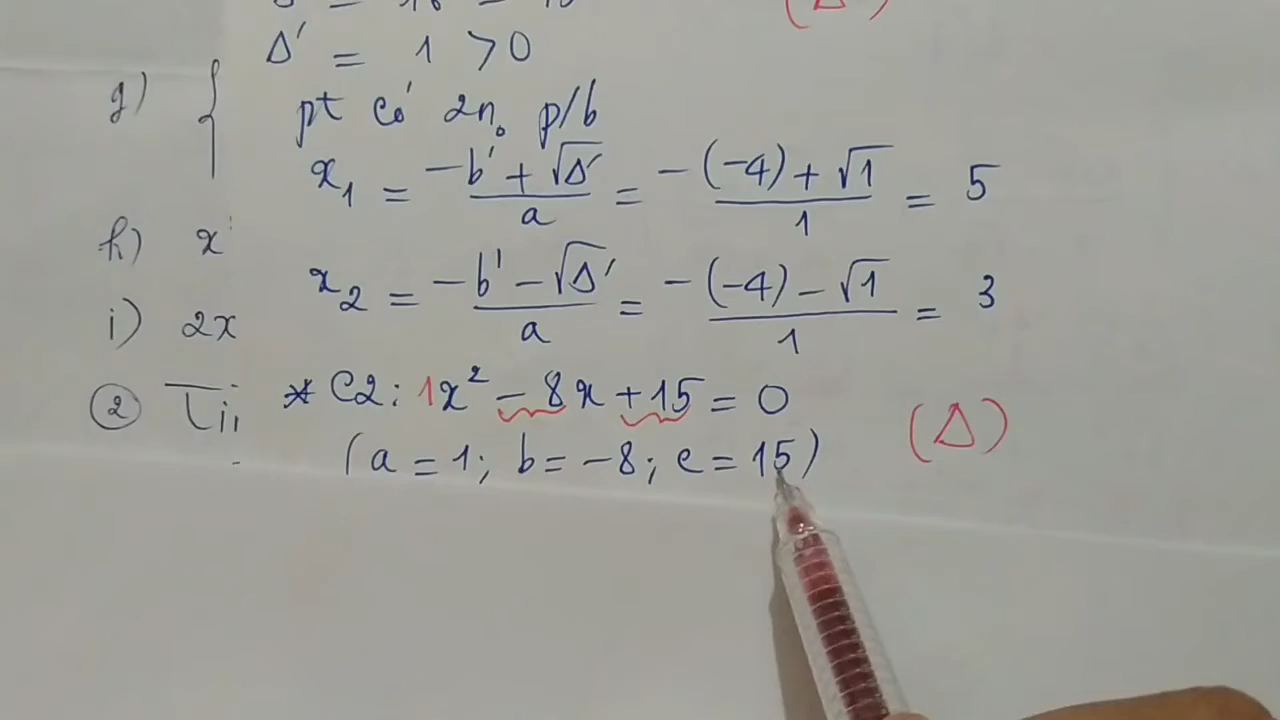 (Δ)
Δ' = 1 > 0
g) {
pt có 2n₀ p/b
x₁ = (-b' + √Δ')/a = (-(-4) + √1)/1 = 5
h) x
x₂ = (-b' - √Δ')/a = (-(-4) - √1)/1 = 3
i) 2x
② * C2: 1x² - 8x + 15 = 0
(a = 1; b = -8; c = 15) (Δ)